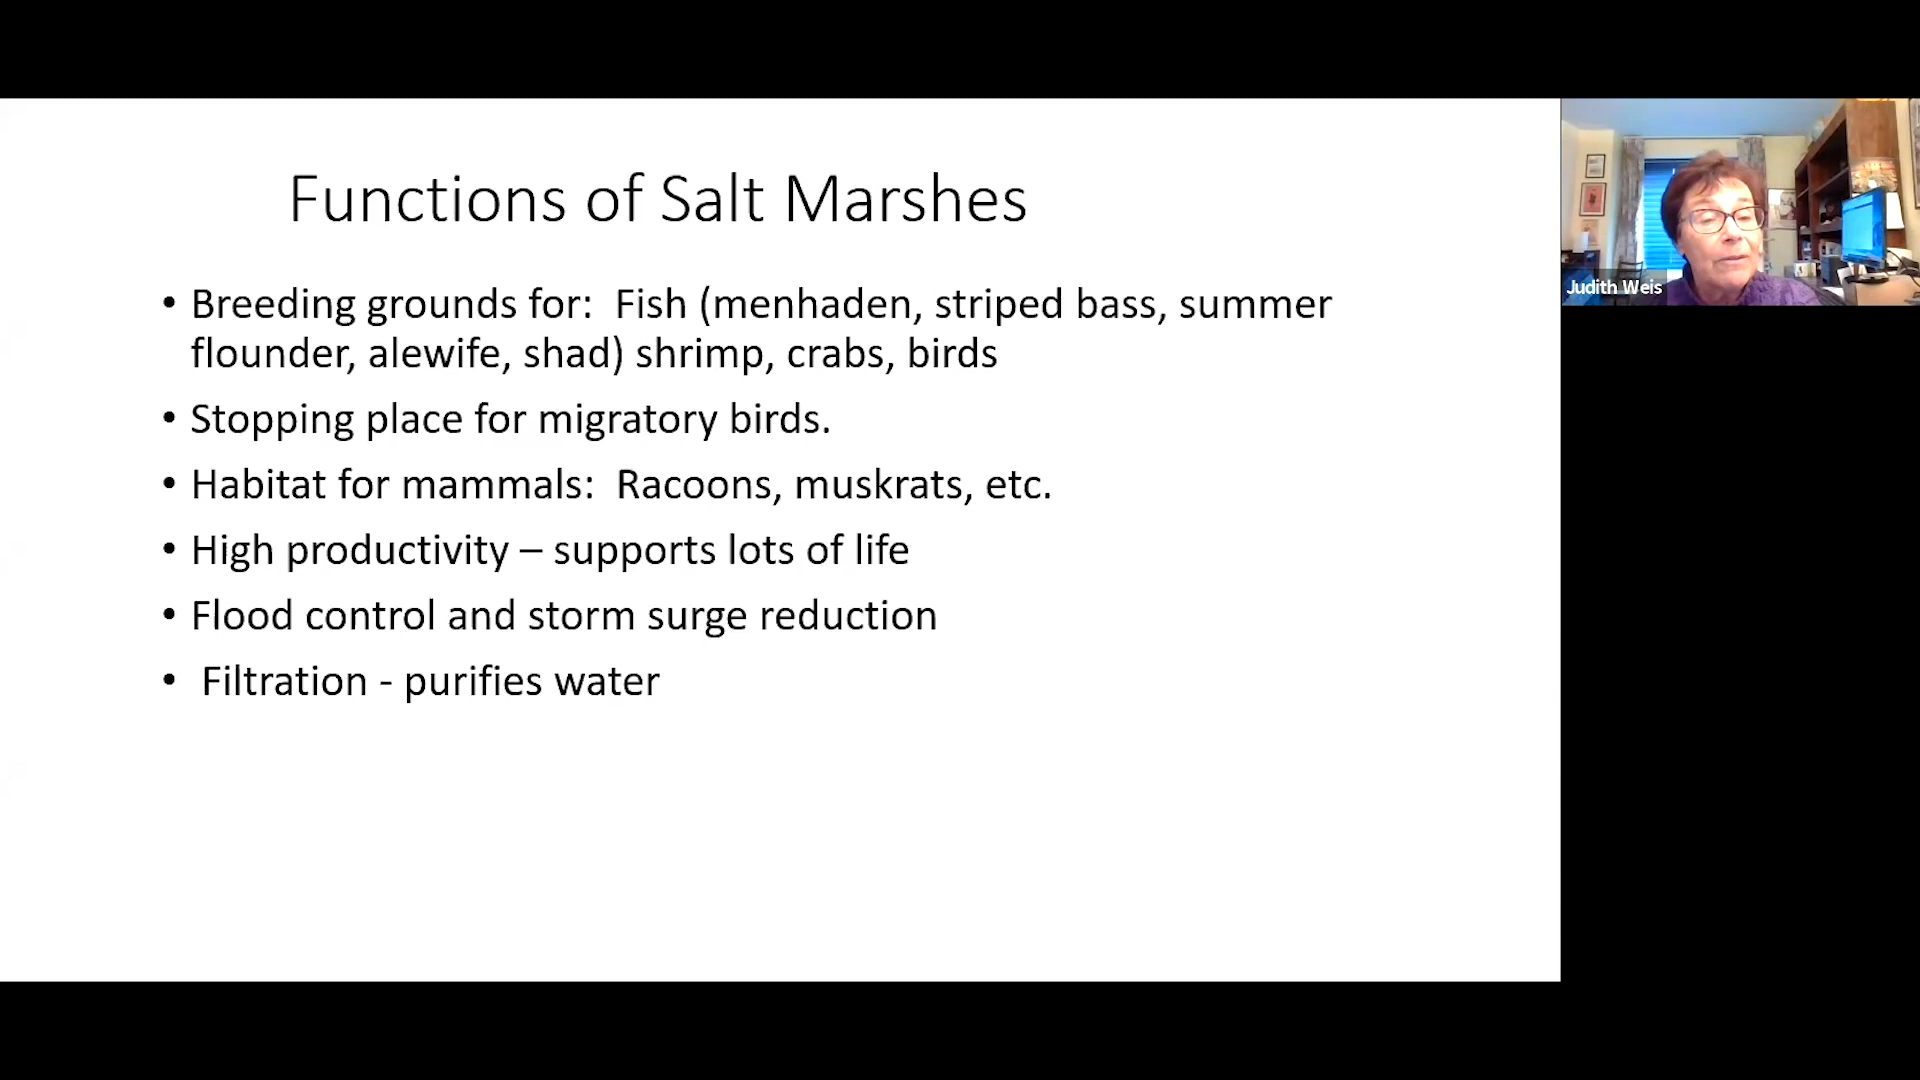 Functions of Salt Marshes
• Breeding grounds for:  Fish (menhaden, striped bass, summer
flounder, alewife, shad) shrimp, crabs, birds
• Stopping place for migratory birds.
• Habitat for mammals:  Racoons, muskrats, etc.
• High productivity – supports lots of life
• Flood control and storm surge reduction
• Filtration - purifies water
Judith Weis